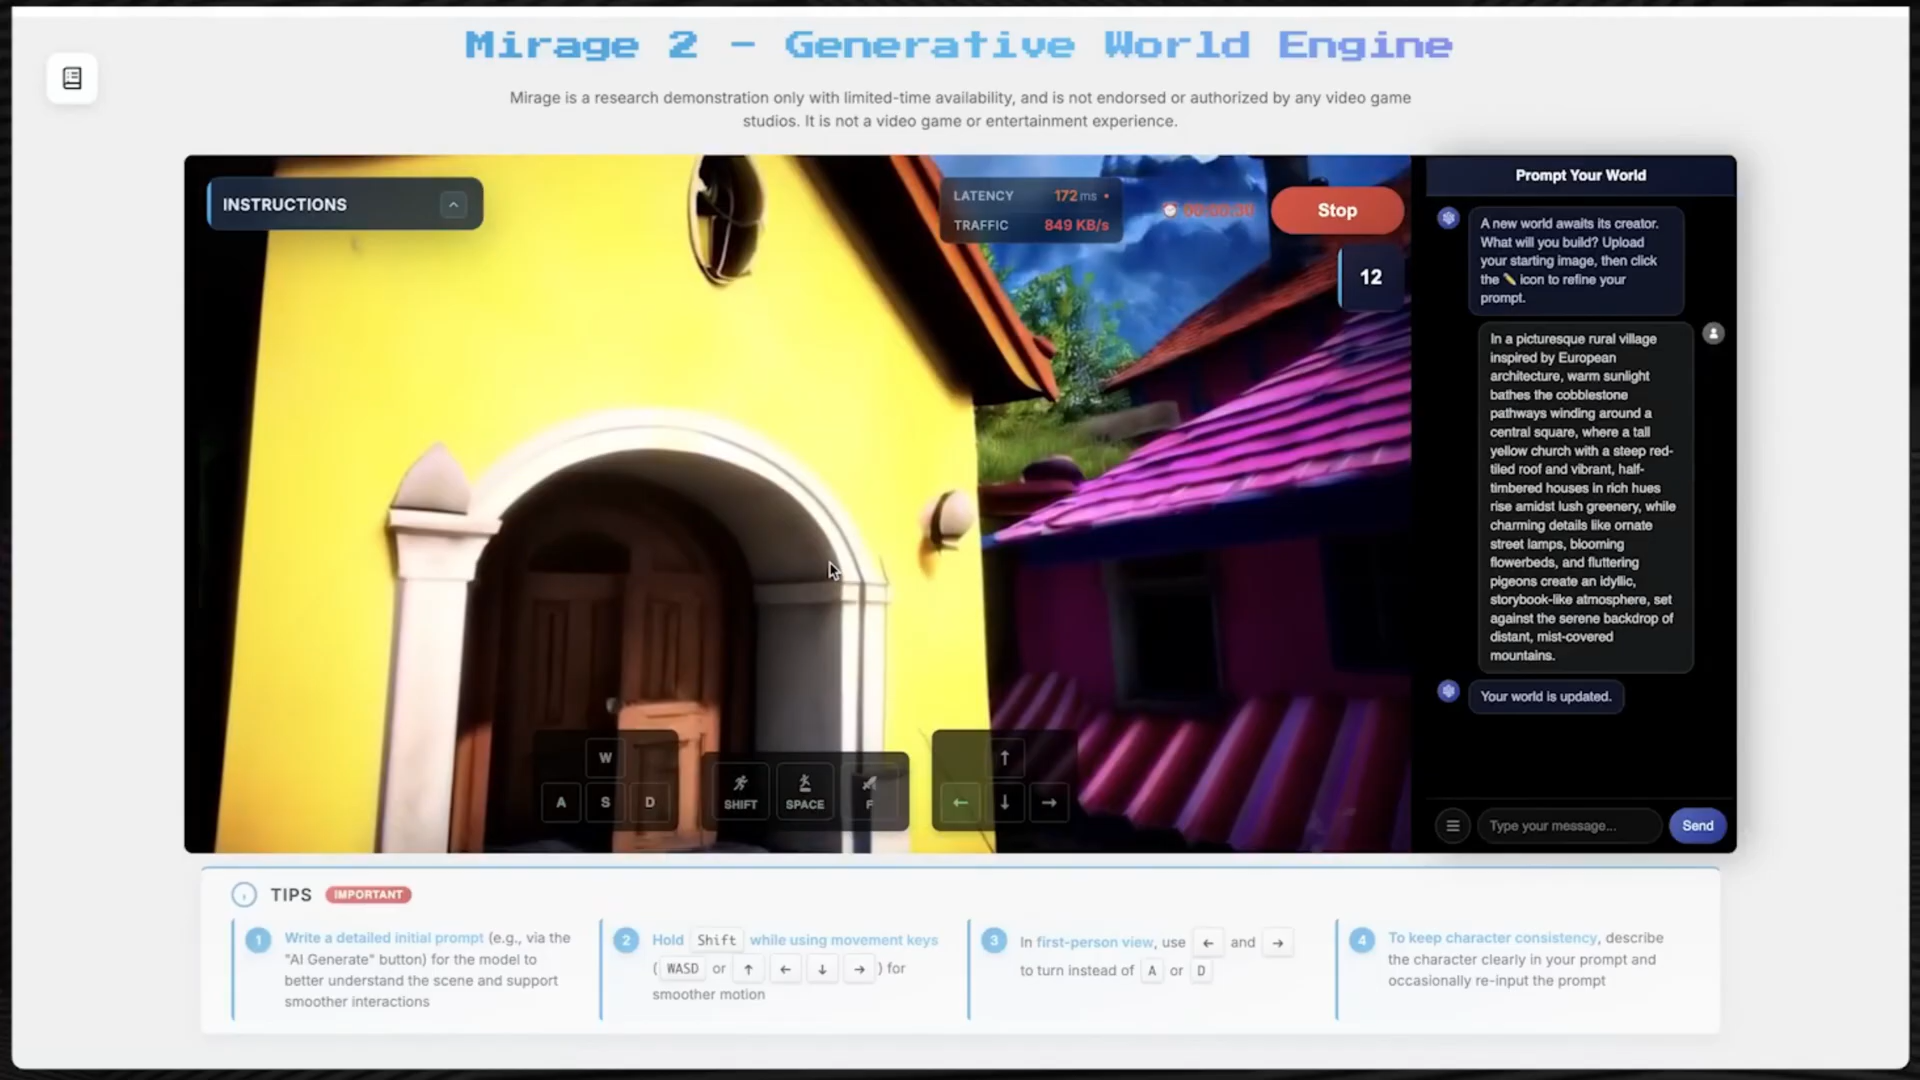 Mirage 2 - Generative World Engine
Mirage is a research demonstration only with limited-time availability, and is not endorsed or authorized by any video game
studios. It is not a video game or entertainment experience.
INSTRUCTIONS
LATENCY 172 ms
TRAFFIC 849 KB/s
Stop
12
W
A S D
SHIFT SPACE F
↑
← ↓ →
Prompt Your World
A new world awaits its creator.
What will you build? Upload
your starting image, then click
the ✏️ icon to refine your
prompt.
In a picturesque rural village
inspired by European
architecture, warm sunlight
bathes the cobblestone
pathways winding around a
central square, where a tall
yellow church with a steep red-
tiled roof and vibrant, half-
timbered houses in rich hues
rise amidst lush greenery, while
charming details like ornate
street lamps, blooming
flowerbeds, and fluttering
pigeons create an idyllic,
storybook-like atmosphere, set
against the serene backdrop of
distant, mist-covered
mountains.
Your world is updated.
Type your message...
Send
TIPS IMPORTANT
1 Write a detailed initial prompt (e.g., via the
"AI Generate" button) for the model to
better understand the scene and support
smoother interactions
2 Hold Shift while using movement keys
( WASD or ↑ ← ↓ → ) for
smoother motion
3 In first-person view, use ← and →
to turn instead of A or D
4 To keep character consistency, describe
the character clearly in your prompt and
occasionally re-input the prompt